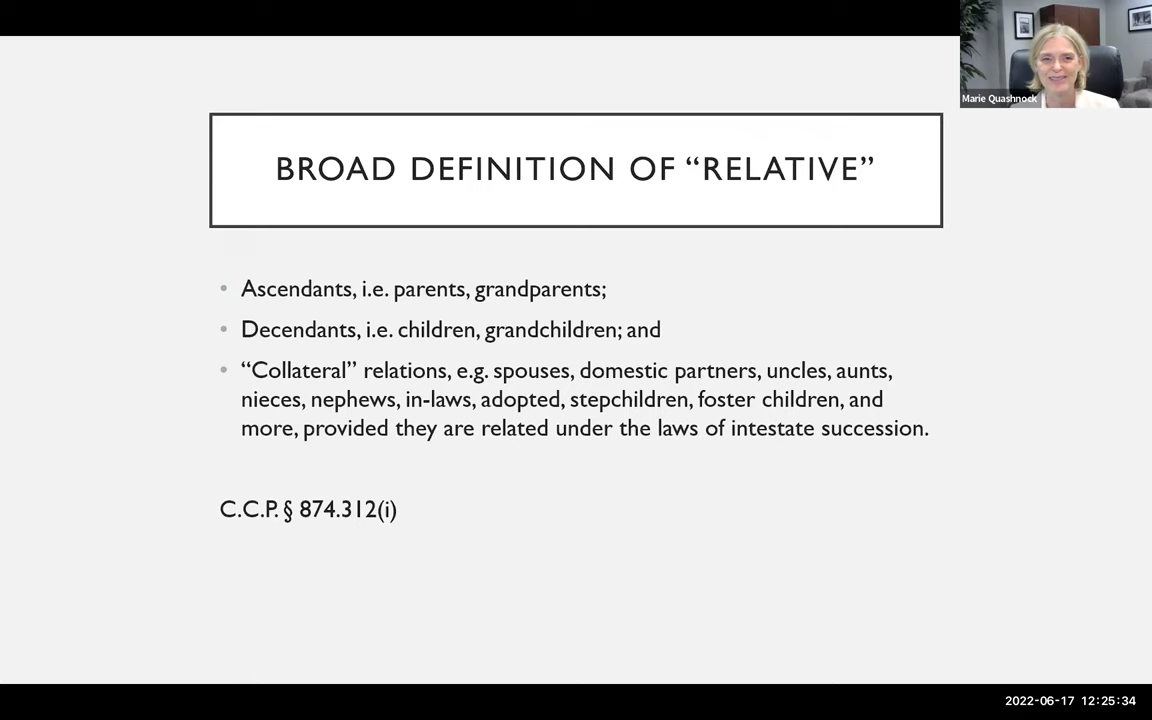 Marie Quashnock
BROAD DEFINITION OF “RELATIVE”
• Ascendants, i.e. parents, grandparents;
• Decendants, i.e. children, grandchildren; and
• “Collateral” relations, e.g. spouses, domestic partners, uncles, aunts,
nieces, nephews, in-laws, adopted, stepchildren, foster children, and
more, provided they are related under the laws of intestate succession.
C.C.P. § 874.312(i)
2022-06-17 12:25:34